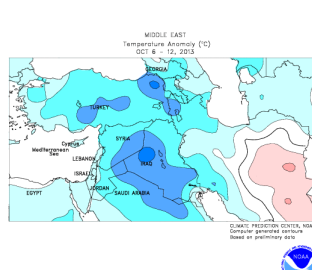 MIDDLE EAST
Temperature Anomaly (°C)
OCT 6 - 12, 2013
GEORGIA
TURKEY
Cyprus
Mediterranean
Sea
SYRIA
LEBANON
IRAQ
ISRAEL
JORDAN
EGYPT
SAUDI ARABIA
CLIMATE PREDICTION CENTER, NOAA
Computer generated contours
Based on preliminary data
NOAA